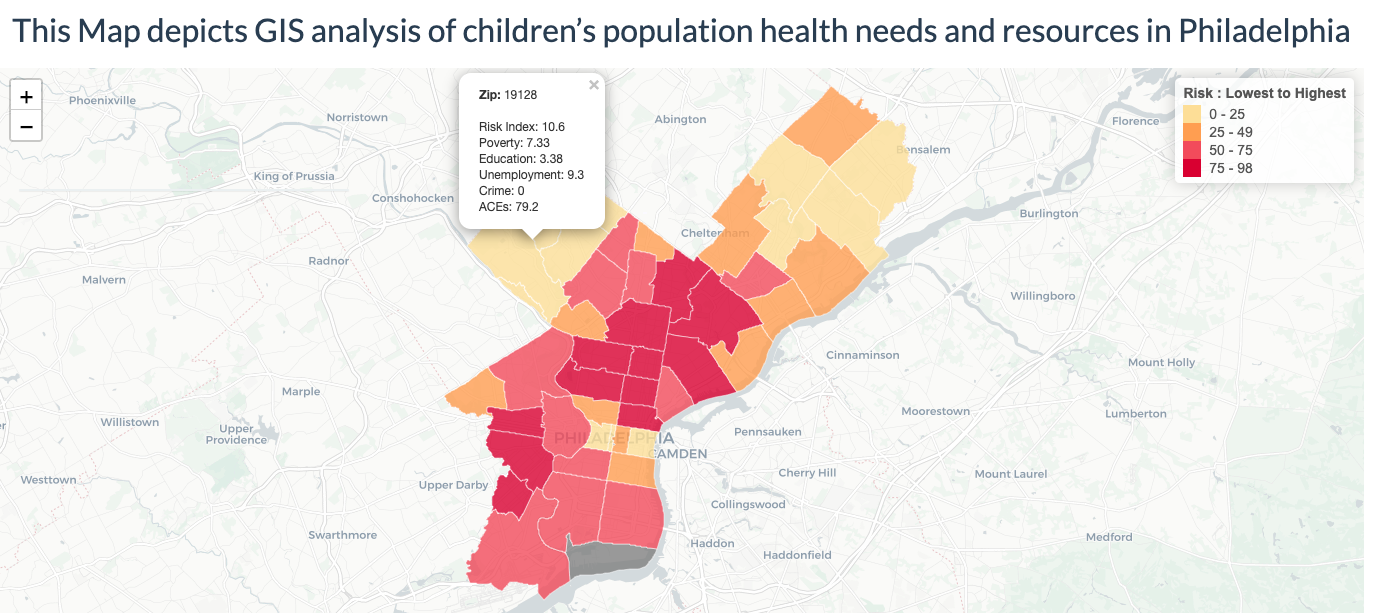 This Map depicts GIS analysis of children's population health needs and resources in Philadelphia
+
−
Zip: 19128
×
Risk Index: 10.6
Poverty: 7.33
Education: 3.38
Unemployment: 9.3
Crime: 0
ACEs: 79.2
Risk : Lowest to Highest
0 - 25
25 - 49
50 - 75
75 - 98
Phoenixville
Norristown
Abington
Florence
Bensalem
King of Prussia
Conshohocken
Burlington
Cheltenham
Radnor
Malvern
Willingboro
Cinnaminson
Mount Holly
Marple
Moorestown
Lumberton
Willistown
Upper
Providence
Pennsauken
PHILADELPHIA
CAMDEN
Cherry Hill
Mount Laurel
Westtown
Upper Darby
Collingswood
Swarthmore
Haddon
Haddonfield
Medford